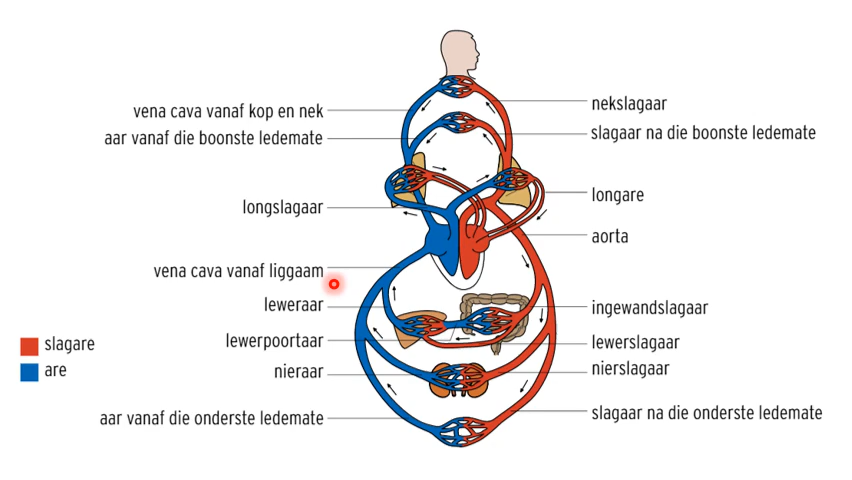 vena cava vanaf kop en nek
aar vanaf die boonste ledemate
longslagaar
vena cava vanaf liggaam
leweraar
lewerpoortaar
nieraar
aar vanaf die onderste ledemate
slagare
are
nekslagaar
slagaar na die boonste ledemate
longare
aorta
ingewandslagaar
lewerslagaar
nierslagaar
slagaar na die onderste ledemate